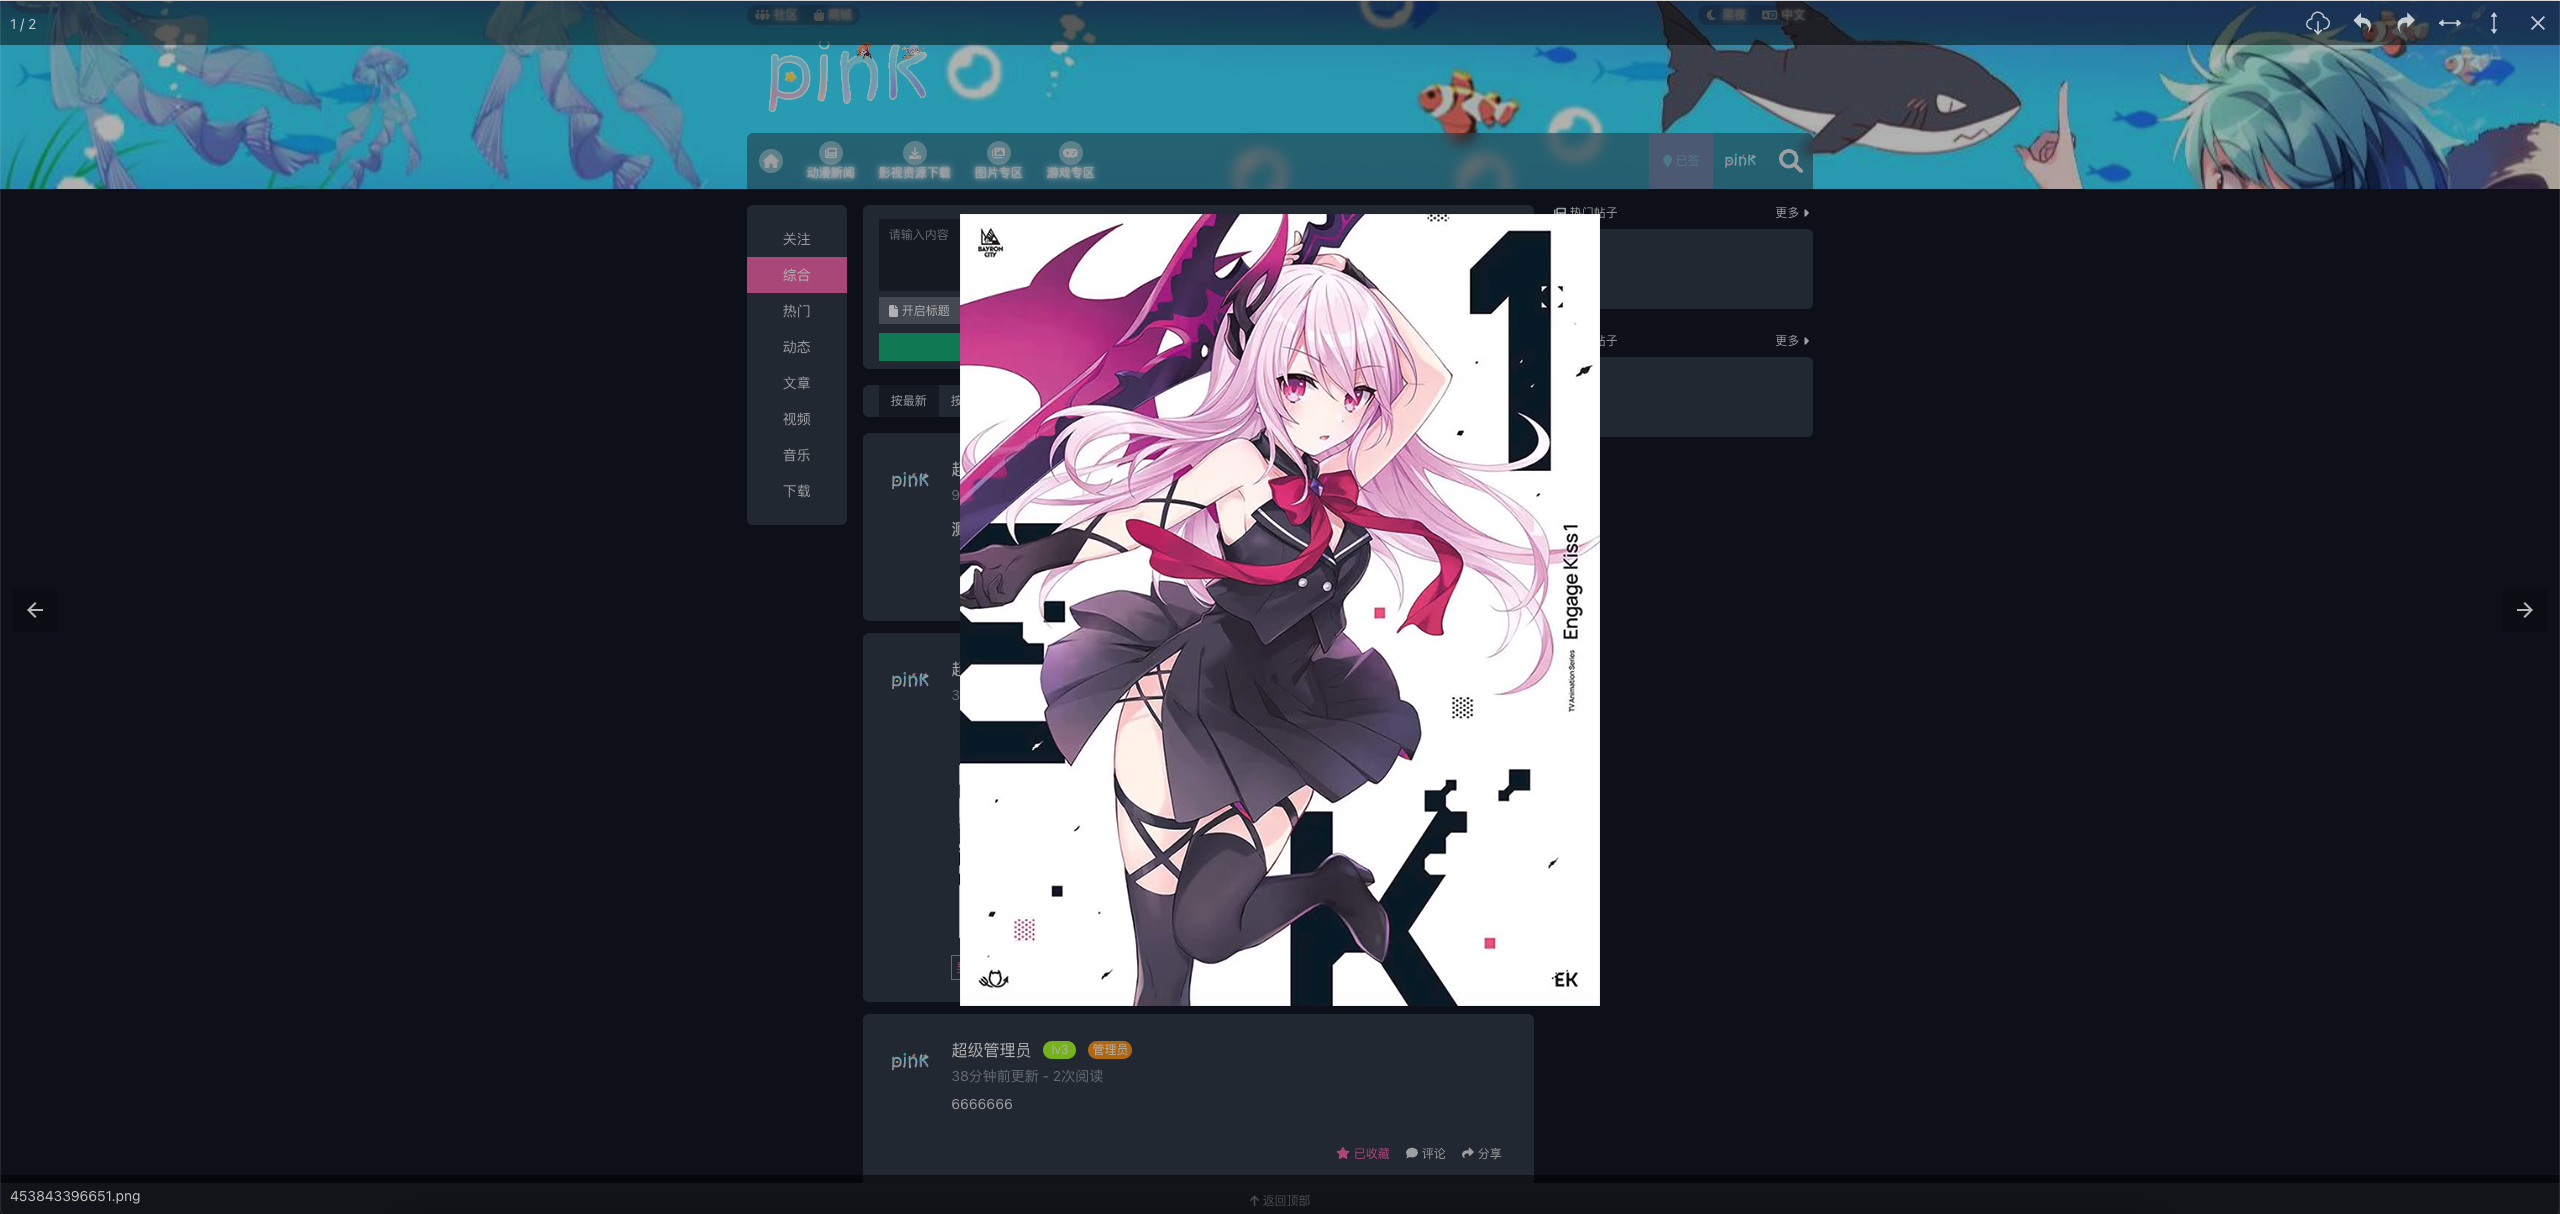 1 / 2
社区 商城
黑夜 中文
pink
动漫新闻 影视资源下载 图片专区 游戏专区
已签
pink
关注
综合
热门
动态
文章
视频
音乐
下载
请输入内容
开启标题
按最新
热门帖子 更多
帖子 更多
pink
pink
BAYRON
CITY
1
Engage Kiss 1
TV Animation Series
E
K
EK
pink
超级管理员 lv3 管理员
38分钟前更新 - 2次阅读
6666666
已收藏 评论 分享
453843396651.png
返回顶部